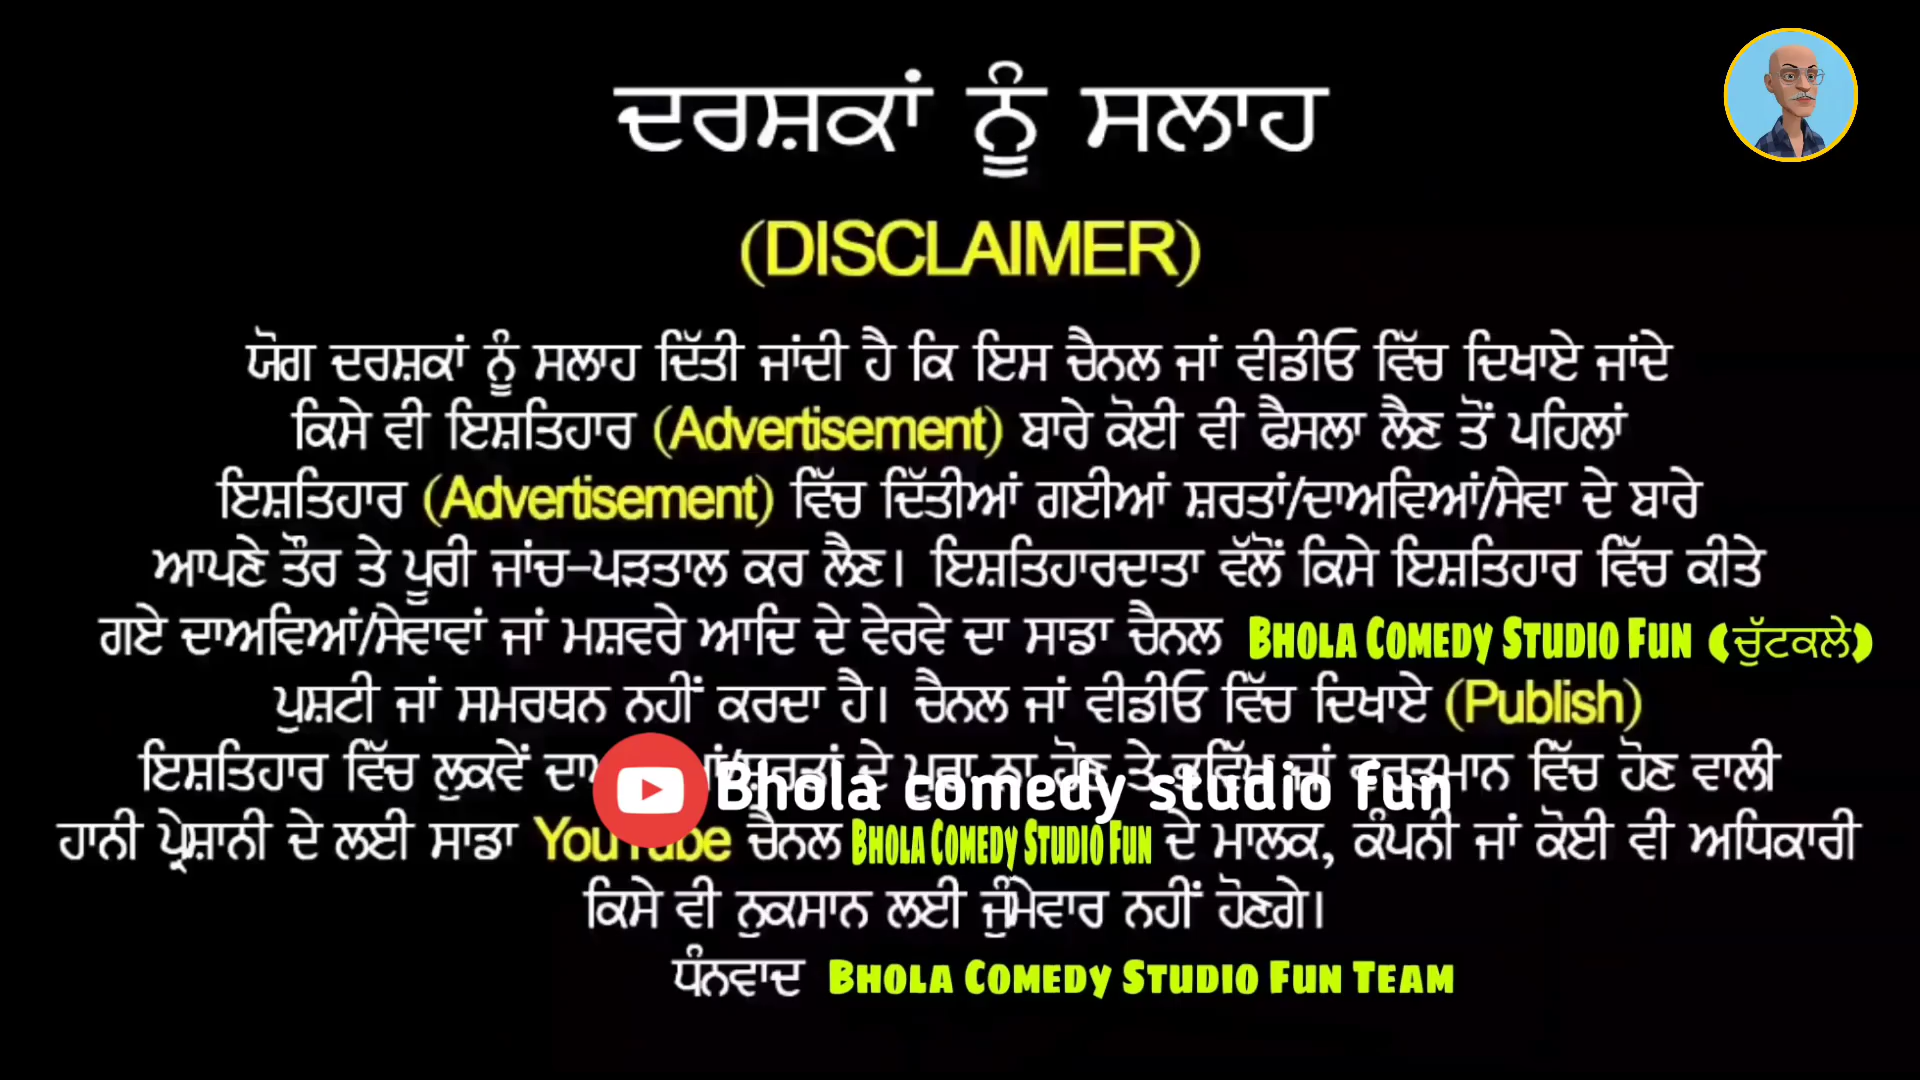 ਦਰਸ਼ਕਾਂ ਨੂੰ ਸਲਾਹ
(DISCLAIMER)
ਯੋਗ ਦਰਸ਼ਕਾਂ ਨੂੰ ਸਲਾਹ ਦਿੱਤੀ ਜਾਂਦੀ ਹੈ ਕਿ ਇਸ ਚੈਨਲ ਜਾਂ ਵੀਡੀਓ ਵਿੱਚ ਦਿਖਾਏ ਜਾਂਦੇ
ਕਿਸੇ ਵੀ ਇਸ਼ਤਿਹਾਰ (Advertisement) ਬਾਰੇ ਕੋਈ ਵੀ ਫੈਸਲਾ ਲੈਣ ਤੋਂ ਪਹਿਲਾਂ
ਇਸ਼ਤਿਹਾਰ (Advertisement) ਵਿੱਚ ਦਿੱਤੀਆਂ ਗਈਆਂ ਸ਼ਰਤਾਂ/ਦਾਅਵਿਆਂ/ਸੇਵਾ ਦੇ ਬਾਰੇ
ਆਪਣੇ ਤੌਰ ਤੇ ਪੂਰੀ ਜਾਂਚ-ਪੜਤਾਲ ਕਰ ਲੈਣ। ਇਸ਼ਤਿਹਾਰਦਾਤਾ ਵੱਲੋਂ ਕਿਸੇ ਇਸ਼ਤਿਹਾਰ ਵਿੱਚ ਕੀਤੇ
ਗਏ ਦਾਅਵਿਆਂ/ਸੇਵਾਵਾਂ ਜਾਂ ਮਸ਼ਵਰੇ ਆਦਿ ਦੇ ਵੇਰਵੇ ਦਾ ਸਾਡਾ ਚੈਨਲ BHOLA COMEDY STUDIO FUN (ਚੁੱਟਕਲੇ)
ਪੁਸ਼ਟੀ ਜਾਂ ਸਮਰਥਨ ਨਹੀਂ ਕਰਦਾ ਹੈ। ਚੈਨਲ ਜਾਂ ਵੀਡੀਓ ਵਿੱਚ ਦਿਖਾਏ (Publish)
ਇਸ਼ਤਿਹਾਰ ਵਿੱਚ ਲੁਕਵੇਂ ਦੇ ਪੂਰਾ ਨਾ ਹੋਣ ਤੇ ਵਿੱਚ ਹੋਣ ਵਾਲੀ
Bhola comedy studio fun
ਹਾਨੀ ਪ੍ਰੇਸ਼ਾਨੀ ਦੇ ਲਈ ਸਾਡਾ YouTube ਚੈਨਲ BHOLA COMEDY STUDIO FUN ਦੇ ਮਾਲਕ, ਕੰਪਨੀ ਜਾਂ ਕੋਈ ਵੀ ਅਧਿਕਾਰੀ
ਕਿਸੇ ਵੀ ਨੁਕਸਾਨ ਲਈ ਜੁੰਮੇਵਾਰ ਨਹੀਂ ਹੋਣਗੇ।
ਧੰਨਵਾਦ BHOLA COMEDY STUDIO FUN TEAM